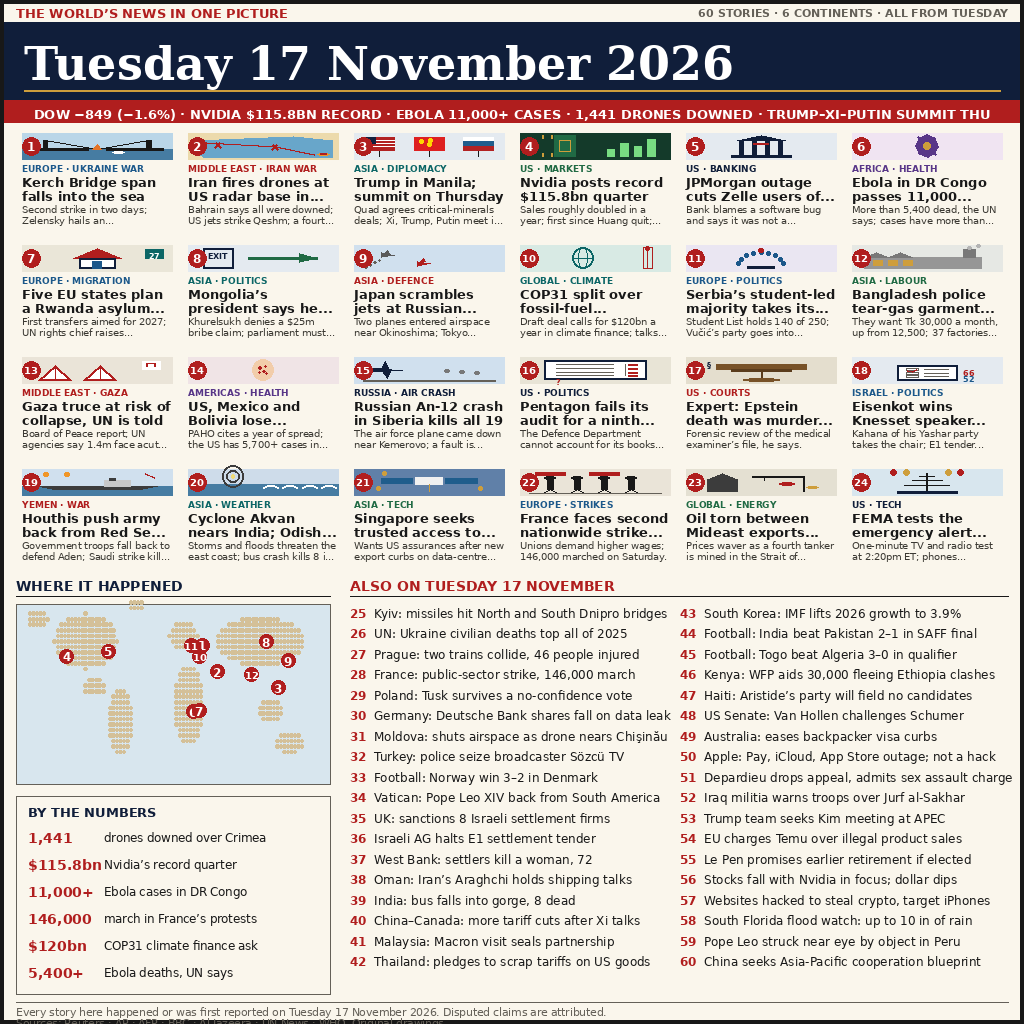 THE WORLD'S NEWS IN ONE PICTURE
60 STORIES · 6 CONTINENTS · ALL FROM TUESDAY
Tuesday 17 November 2026
DOW −849 (−1.6%) · NVIDIA $115.8BN RECORD · EBOLA 11,000+ CASES · 1,441 DRONES DOWNED · TRUMP-XI-PUTIN SUMMIT THU
1
EUROPE · UKRAINE WAR
Kerch Bridge span
falls into the sea
Second strike in two days;
Zelensky hails an...
2
MIDDLE EAST · IRAN WAR
Iran fires drones at
US radar base in...
Bahrain says all were downed;
US jets strike Qeshm; a fourt...
3
ASIA · DIPLOMACY
Trump in Manila;
summit on Thursday
Quad agrees critical-minerals
deals; Xi, Trump, Putin meet i...
4
US · MARKETS
Nvidia posts record
$115.8bn quarter
Sales roughly doubled in a
year; first since Huang quit;...
5
US · BANKING
JPMorgan outage
cuts Zelle users of...
Bank blames a software bug
and says it was not a...
6
AFRICA · HEALTH
Ebola in DR Congo
passes 11,000...
More than 5,400 dead, the UN
says; cases have more than...
7
27
EUROPE · MIGRATION
Five EU states plan
a Rwanda asylum...
First transfers aimed for 2027;
UN rights chief raises...
8
EXIT
ASIA · POLITICS
Mongolia's
president says he...
Khurelsukh denies a $25m
bribe claim; parliament must...
9
ASIA · DEFENCE
Japan scrambles
jets at Russian...
Two planes entered airspace
near Okinoshima; Tokyo...
10
GLOBAL · CLIMATE
COP31 split over
fossil-fuel...
Draft deal calls for $120bn a
year in climate finance; talks...
11
EUROPE · POLITICS
Serbia's student-led
majority takes its...
Student List holds 140 of 250;
Vučić's party goes into...
12
ASIA · LABOUR
Bangladesh police
tear-gas garment...
They want Tk 30,000 a month,
up from 12,500; 37 factories...
13
MIDDLE EAST · GAZA
Gaza truce at risk of
collapse, UN is told
Board of Peace report; UN
agencies say 1.4m face acut...
14
AMERICAS · HEALTH
US, Mexico and
Bolivia lose...
PAHO cites a year of spread;
the US has 5,700+ cases in...
15
RUSSIA · AIR CRASH
Russian An-12 crash
in Siberia kills all 19
The air force plane came down
near Kemerovo; a fault is...
16
?
US · POLITICS
Pentagon fails its
audit for a ninth...
The Defence Department
cannot account for its books...
17
§
US · COURTS
Expert: Epstein
death was murder...
Forensic review of the medical
examiner's file, he says.
18
66
52
ISRAEL · POLITICS
Eisenkot wins
Knesset speaker...
Kahana of his Yashar party
takes the chair; E1 tender...
19
YEMEN · WAR
Houthis push army
back from Red Se...
Government troops fall back to
defend Aden; Saudi strike kill...
20
ASIA · WEATHER
Cyclone Akvan
nears India; Odish...
Storms and floods threaten the
east coast; bus crash kills 8 i...
21
ASIA · TECH
Singapore seeks
trusted access to...
Wants US assurances after new
export curbs on data-centre...
22
EUROPE · STRIKES
France faces second
nationwide strike...
Unions demand higher wages;
146,000 marched on Saturday.
23
GLOBAL · ENERGY
Oil torn between
Mideast exports...
Prices waver as a fourth tanker
is mined in the Strait of...
24
US · TECH
FEMA tests the
emergency alert...
One-minute TV and radio test
at 2:20pm ET; phones...
WHERE IT HAPPENED
4
5
11
1
10
2
8
12
9
3
17
BY THE NUMBERS
1,441 drones downed over Crimea
$115.8bn Nvidia's record quarter
11,000+ Ebola cases in DR Congo
146,000 march in France's protests
$120bn COP31 climate finance ask
5,400+ Ebola deaths, UN says
ALSO ON TUESDAY 17 NOVEMBER
25 Kyiv: missiles hit North and South Dnipro bridges
26 UN: Ukraine civilian deaths top all of 2025
27 Prague: two trains collide, 46 people injured
28 France: public-sector strike, 146,000 march
29 Poland: Tusk survives a no-confidence vote
30 Germany: Deutsche Bank shares fall on data leak
31 Moldova: shuts airspace as drone nears Chişinău
32 Turkey: police seize broadcaster Sözcü TV
33 Football: Norway win 3–2 in Denmark
34 Vatican: Pope Leo XIV back from South America
35 UK: sanctions 8 Israeli settlement firms
36 Israeli AG halts E1 settlement tender
37 West Bank: settlers kill a woman, 72
38 Oman: Iran's Araghchi holds shipping talks
39 India: bus falls into gorge, 8 dead
40 China–Canada: more tariff cuts after Xi talks
41 Malaysia: Macron visit seals partnership
42 Thailand: pledges to scrap tariffs on US goods
43 South Korea: IMF lifts 2026 growth to 3.9%
44 Football: India beat Pakistan 2–1 in SAFF final
45 Football: Togo beat Algeria 3–0 in qualifier
46 Kenya: WFP aids 30,000 fleeing Ethiopia clashes
47 Haiti: Aristide's party will field no candidates
48 US Senate: Van Hollen challenges Schumer
49 Australia: eases backpacker visa curbs
50 Apple: Pay, iCloud, App Store outage; not a hack
51 Depardieu drops appeal, admits sex assault charge
52 Iraq militia warns troops over Jurf al-Sakhar
53 Trump team seeks Kim meeting at APEC
54 EU charges Temu over illegal product sales
55 Le Pen promises earlier retirement if elected
56 Stocks fall with Nvidia in focus; dollar dips
57 Websites hacked to steal crypto, target iPhones
58 South Florida flood watch: up to 10 in of rain
59 Pope Leo struck near eye by object in Peru
60 China seeks Asia-Pacific cooperation blueprint
Every story here happened or was first reported on Tuesday 17 November 2026. Disputed claims are attributed.
Sources: Reuters · AP · AFP · BBC · Al Jazeera · UN News · WHO. Original drawings.